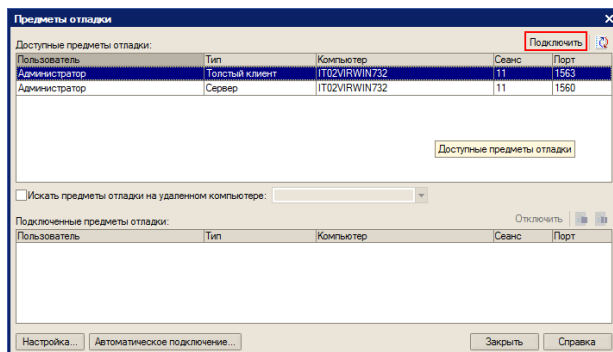 Предметы отладки
Доступные предметы отладки:
Подключить
Пользователь Тип Компьютер Сеанс Порт
Администратор Толстый клиент IT02VIRWIN732 11 1563
Администратор Сервер IT02VIRWIN732 11 1560
Доступные предметы отладки
Искать предметы отладки на удаленном компьютере:
Подключенные предметы отладки:
Отключить
Пользователь Тип Компьютер Сеанс Порт
Настройка... Автоматическое подключение... Закрыть Справка